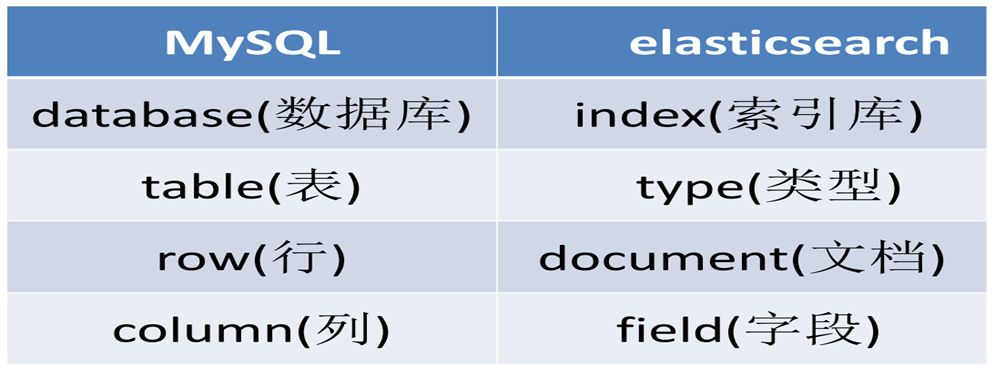 MySQL elasticsearch
database(数据库) index(索引库)
table(表) type(类型)
row(行) document(文档)
column(列) field(字段)